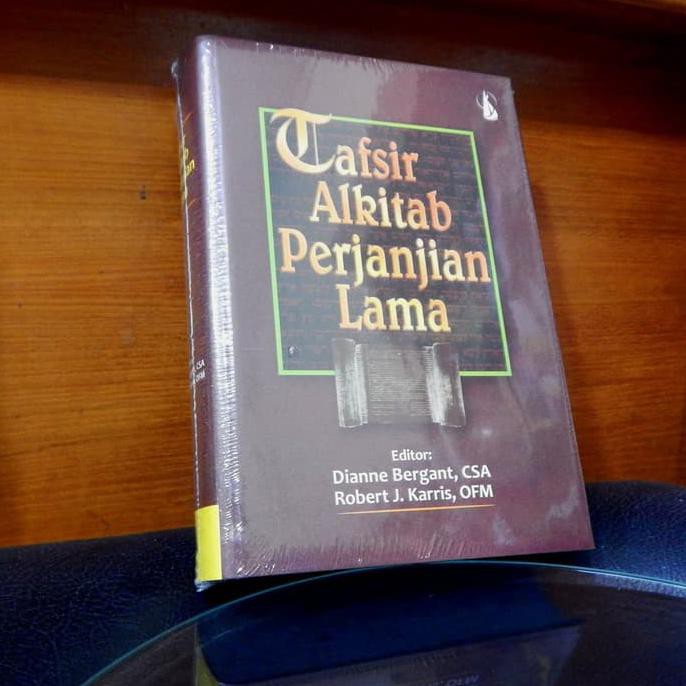 Tafsir
Alkitab
Perjanjian
Lama
Editor:
Dianne Bergant, CSA
Robert J. Karris, OFM